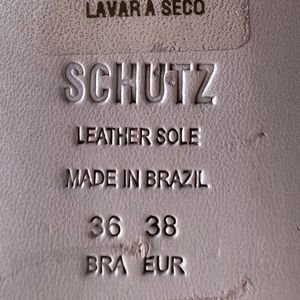 LAVAR A SECO
SCHUTZ
LEATHER SOLE
MADE IN BRAZIL
36 38
BRA EUR